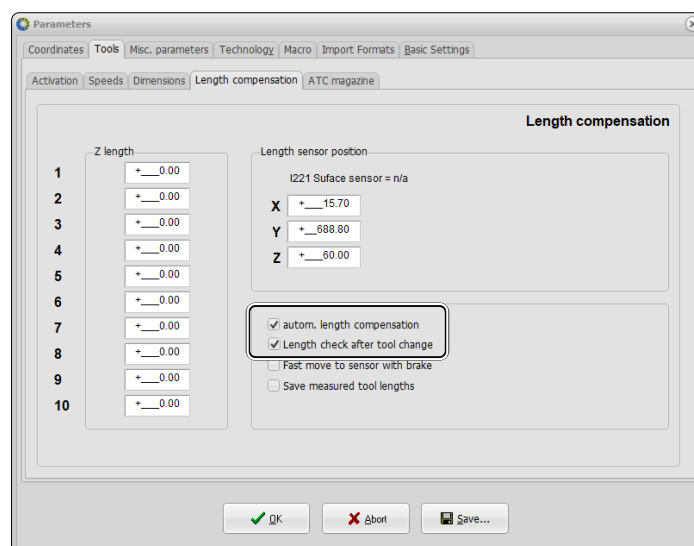 Parameters
Coordinates Tools Misc. parameters Technology Macro Import Formats Basic Settings
Activation Speeds Dimensions Length compensation ATC magazine
Length compensation
Z length
1 +___0.00
2 +___0.00
3 +___0.00
4 +___0.00
5 +___0.00
6 +___0.00
7 +___0.00
8 +___0.00
9 +___0.00
10 +___0.00
Length sensor position
I221 Suface sensor = n/a
X +___15.70
Y +__688.80
Z +___60.00
autom. length compensation
Length check after tool change
Fast move to sensor with brake
Save measured tool lengths
OK Abort Save...